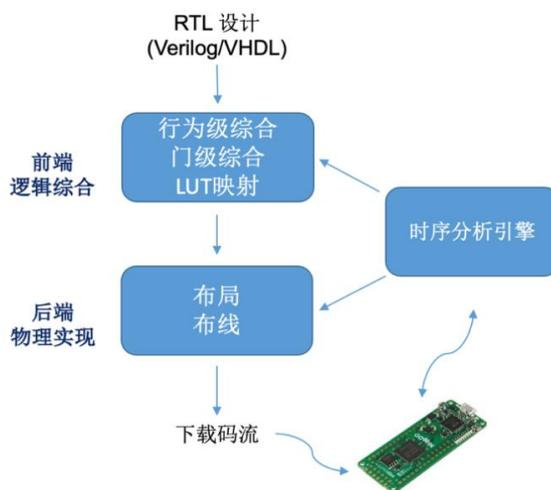 RTL 设计
(Verilog/VHDL)
行为级综合
门级综合
LUT映射
前端
逻辑综合
时序分析引擎
布局
布线
后端
物理实现
下载码流